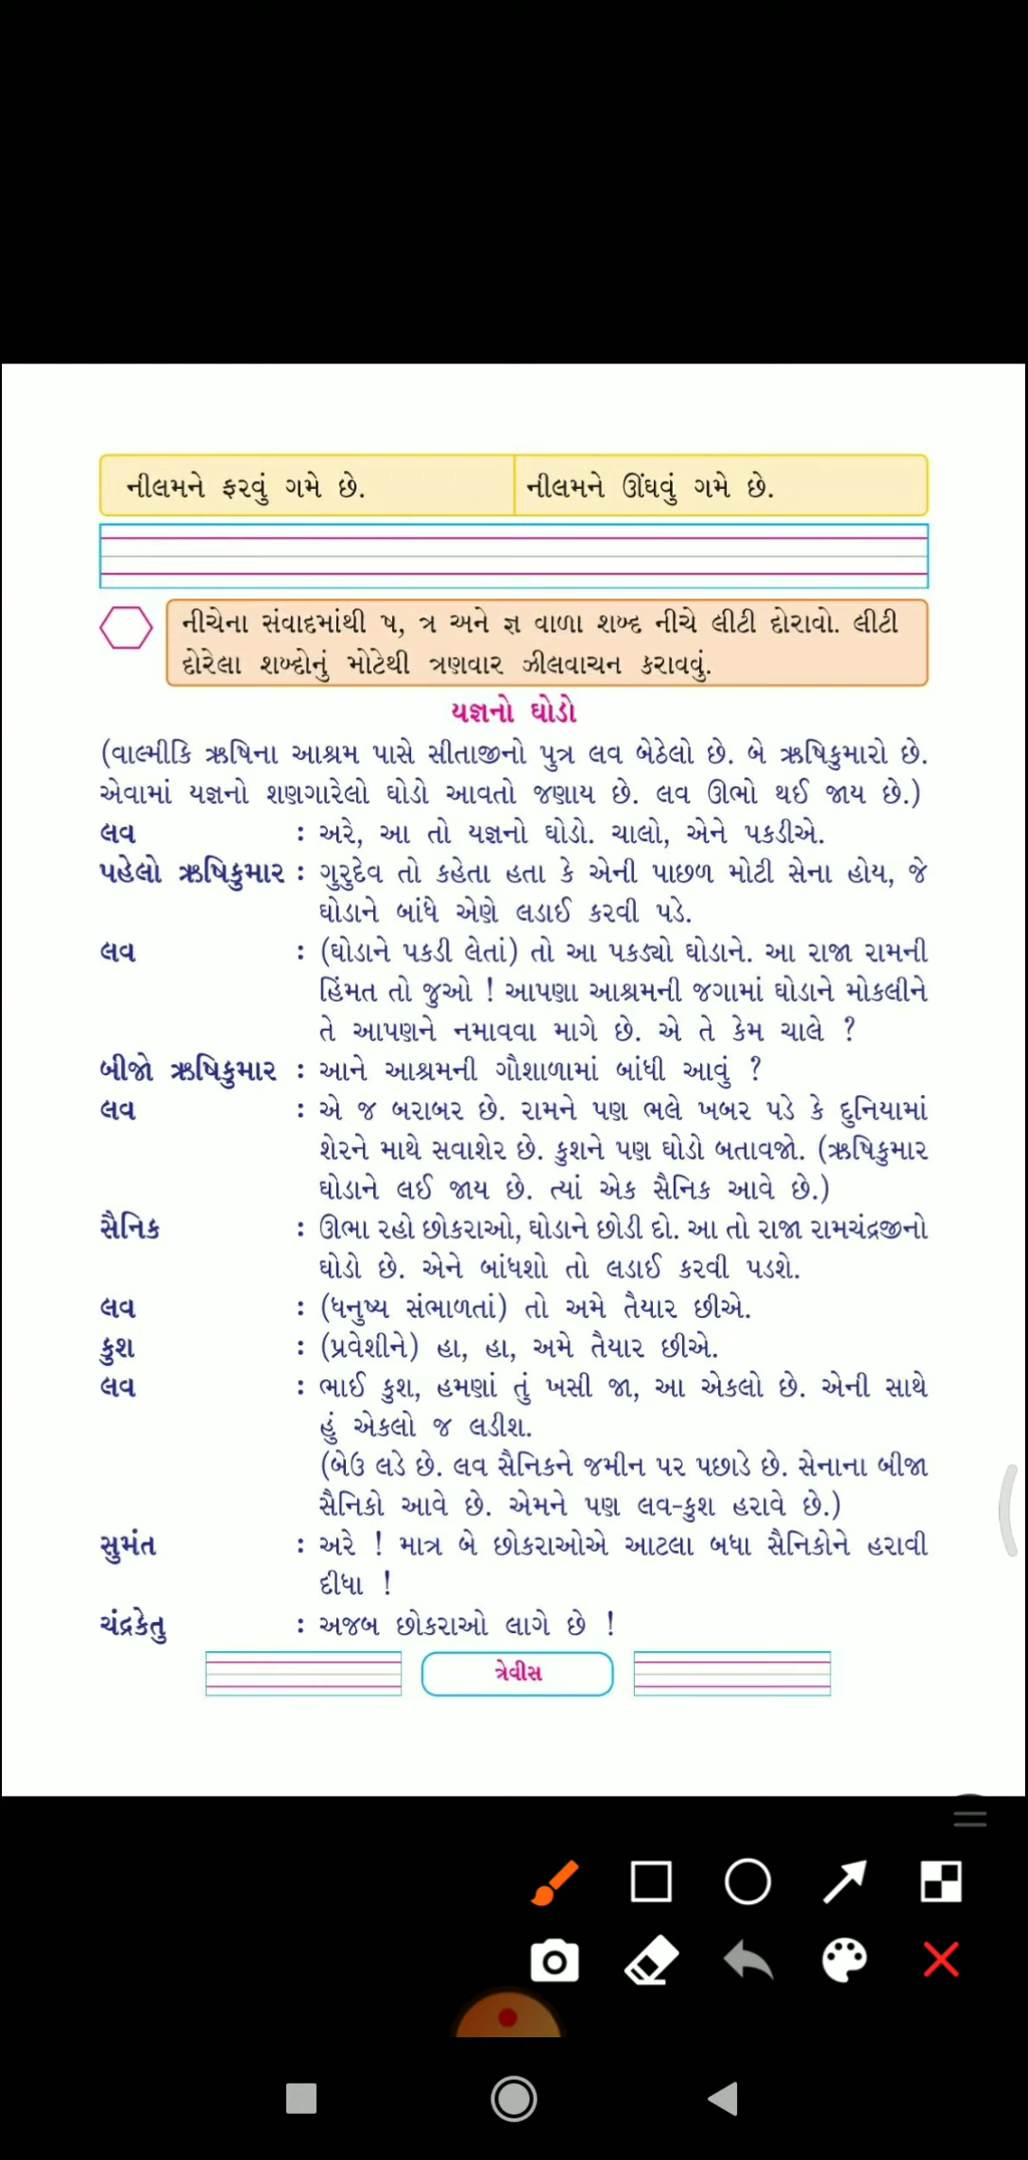 નીલમને ફરવું ગમે છે. નીલમને ઊંઘવું ગમે છે.
નીચેના સંવાદમાંથી ષ, ત્ર અને જ્ઞ વાળા શબ્દ નીચે લીટી દોરાવો. લીટી
દોરેલા શબ્દોનું મોટેથી ત્રણવાર ઝીલવાચન કરાવવું.
યજ્ઞનો ઘોડો
(વાલ્મીકિ ઋષિના આશ્રમ પાસે સીતાજીનો પુત્ર લવ બેઠેલો છે. બે ઋષિકુમારો છે.
એવામાં યજ્ઞનો શણગારેલો ઘોડો આવતો જણાય છે. લવ ઊભો થઈ જાય છે.)
લવ : અરે, આ તો યજ્ઞનો ઘોડો. ચાલો, એને પકડીએ.
પહેલો ઋષિકુમાર : ગુરુદેવ તો કહેતા હતા કે એની પાછળ મોટી સેના હોય, જે
ઘોડાને બાંધે એણે લડાઈ કરવી પડે.
લવ : (ઘોડાને પકડી લેતાં) તો આ પકડ્યો ઘોડાને. આ રાજા રામની
હિંમત તો જુઓ ! આપણા આશ્રમની જગામાં ઘોડાને મોકલીને
તે આપણને નમાવવા માગે છે. એ તે કેમ ચાલે ?
બીજો ઋષિકુમાર : આને આશ્રમની ગૌશાળામાં બાંધી આવું ?
લવ : એ જ બરાબર છે. રામને પણ ભલે ખબર પડે કે દુનિયામાં
શેરને માથે સવાશેર છે. કુશને પણ ઘોડો બતાવજો. (ઋષિકુમાર
ઘોડાને લઈ જાય છે. ત્યાં એક સૈનિક આવે છે.)
સૈનિક : ઊભા રહો છોકરાઓ, ઘોડાને છોડી દો. આ તો રાજા રામચંદ્રજીનો
ઘોડો છે. એને બાંધશો તો લડાઈ કરવી પડશે.
લવ : (ધનુષ્ય સંભાળતાં) તો અમે તૈયાર છીએ.
કુશ : (પ્રવેશીને) હા, હા, અમે તૈયાર છીએ.
લવ : ભાઈ કુશ, હમણાં તું ખસી જા, આ એકલો છે. એની સાથે
હું એકલો જ લડીશ.
(બેઉ લડે છે. લવ સૈનિકને જમીન પર પછાડે છે. સેનાના બીજા
સૈનિકો આવે છે. એમને પણ લવ-કુશ હરાવે છે.)
સુમંત : અરે ! માત્ર બે છોકરાઓએ આટલા બધા સૈનિકોને હરાવી
દીધા !
ચંદ્રકેતુ : અજબ છોકરાઓ લાગે છે !
ત્રેવીસ